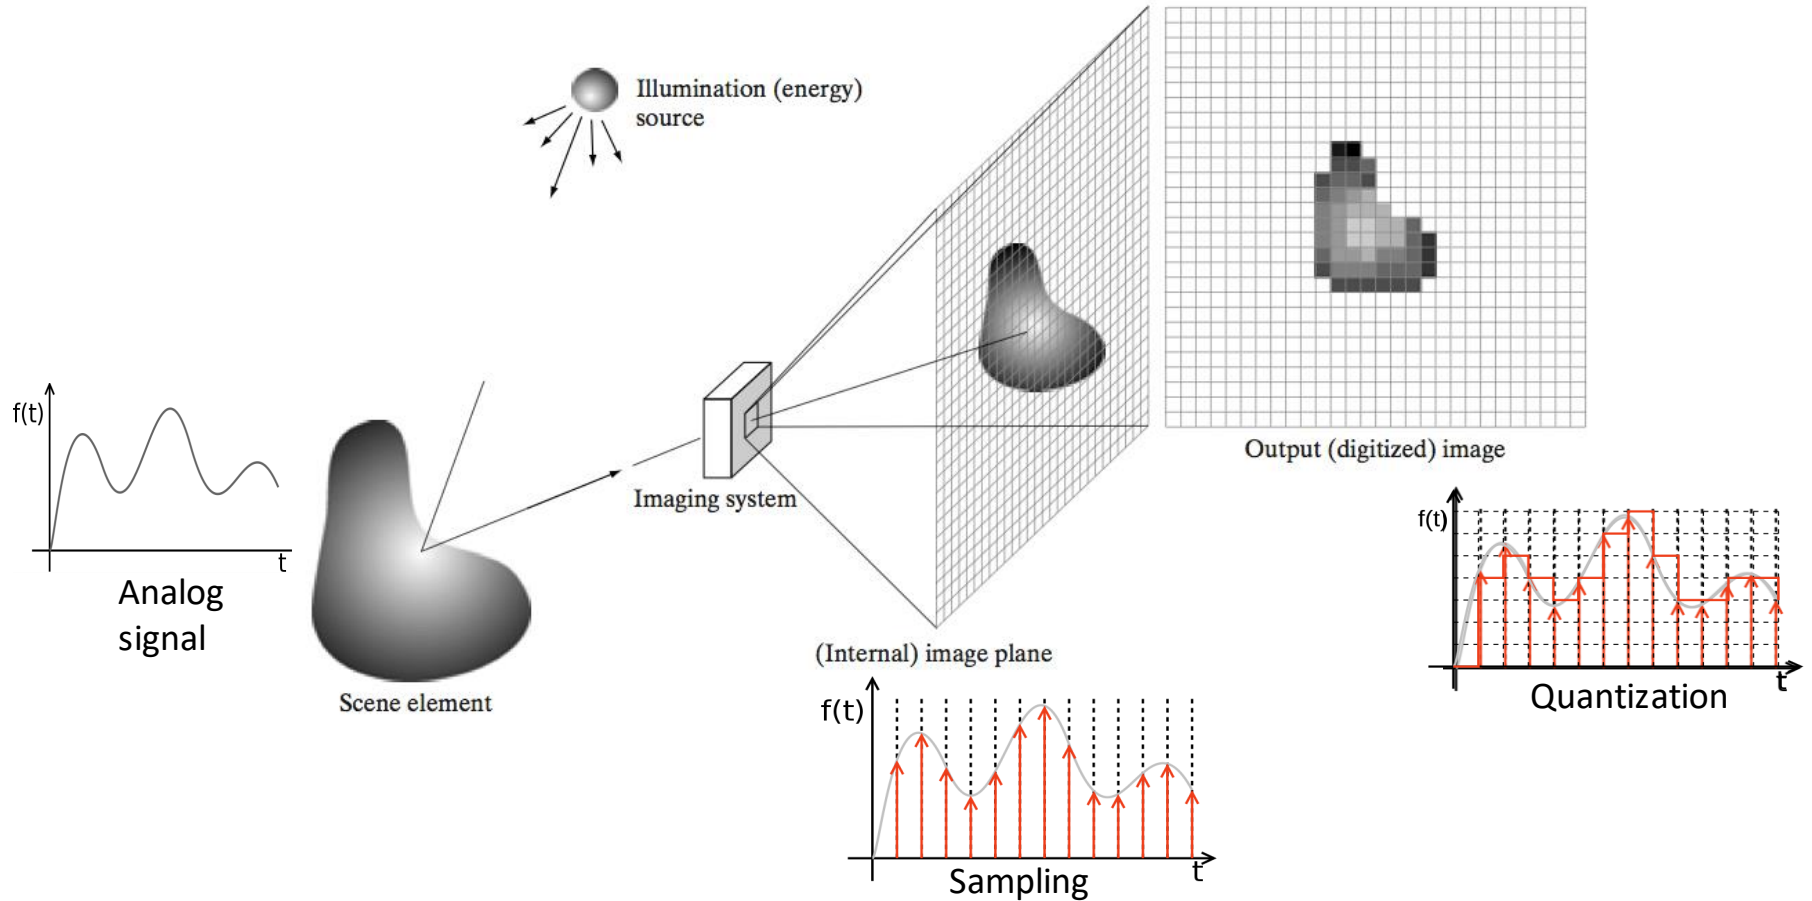 Illumination (energy)
source
f(t)
t
Analog
signal
Scene element
Imaging system
(Internal) image plane
f(t)
t
Sampling
Output (digitized) image
f(t)
t
Quantization